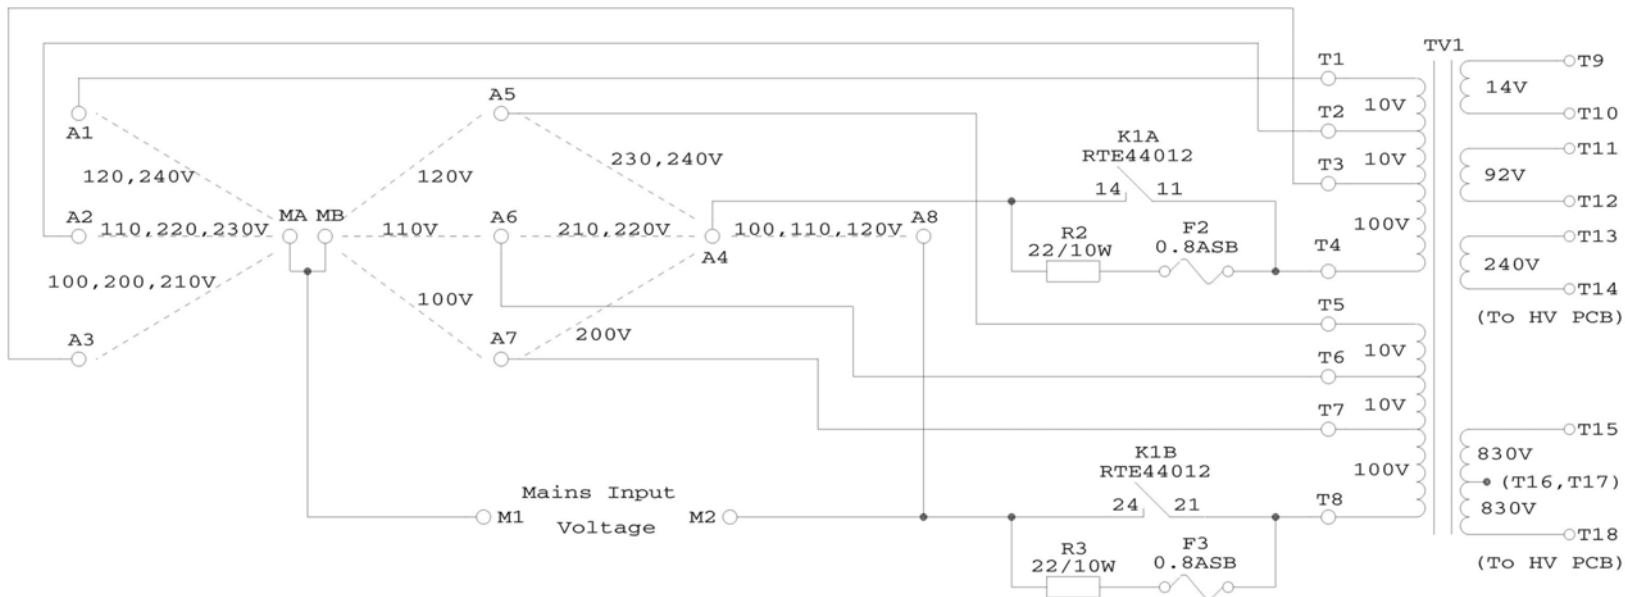 TV1
T1
T9
10V
14V
A5
T2
T10
A1
K1A
T11
230,240V
RTE44012
10V
120,240V
120V
T3
92V
14 11
A2
MA MB
A6
A8
F2
T12
110,220,230V
110V
210,220V
100,110,120V
R2
0.8ASB
100V
T13
22/10W
T4
A4
240V
100,200,210V
T14
100V
T5
(To HV PCB)
A3
A7
200V
10V
T6
10V
T7
T15
K1B
830V
RTE44012
100V
(T16,T17)
Mains Input
24 21
T8
830V
M1
M2
Voltage
T18
R3
F3
22/10W
0.8ASB
(To HV PCB)